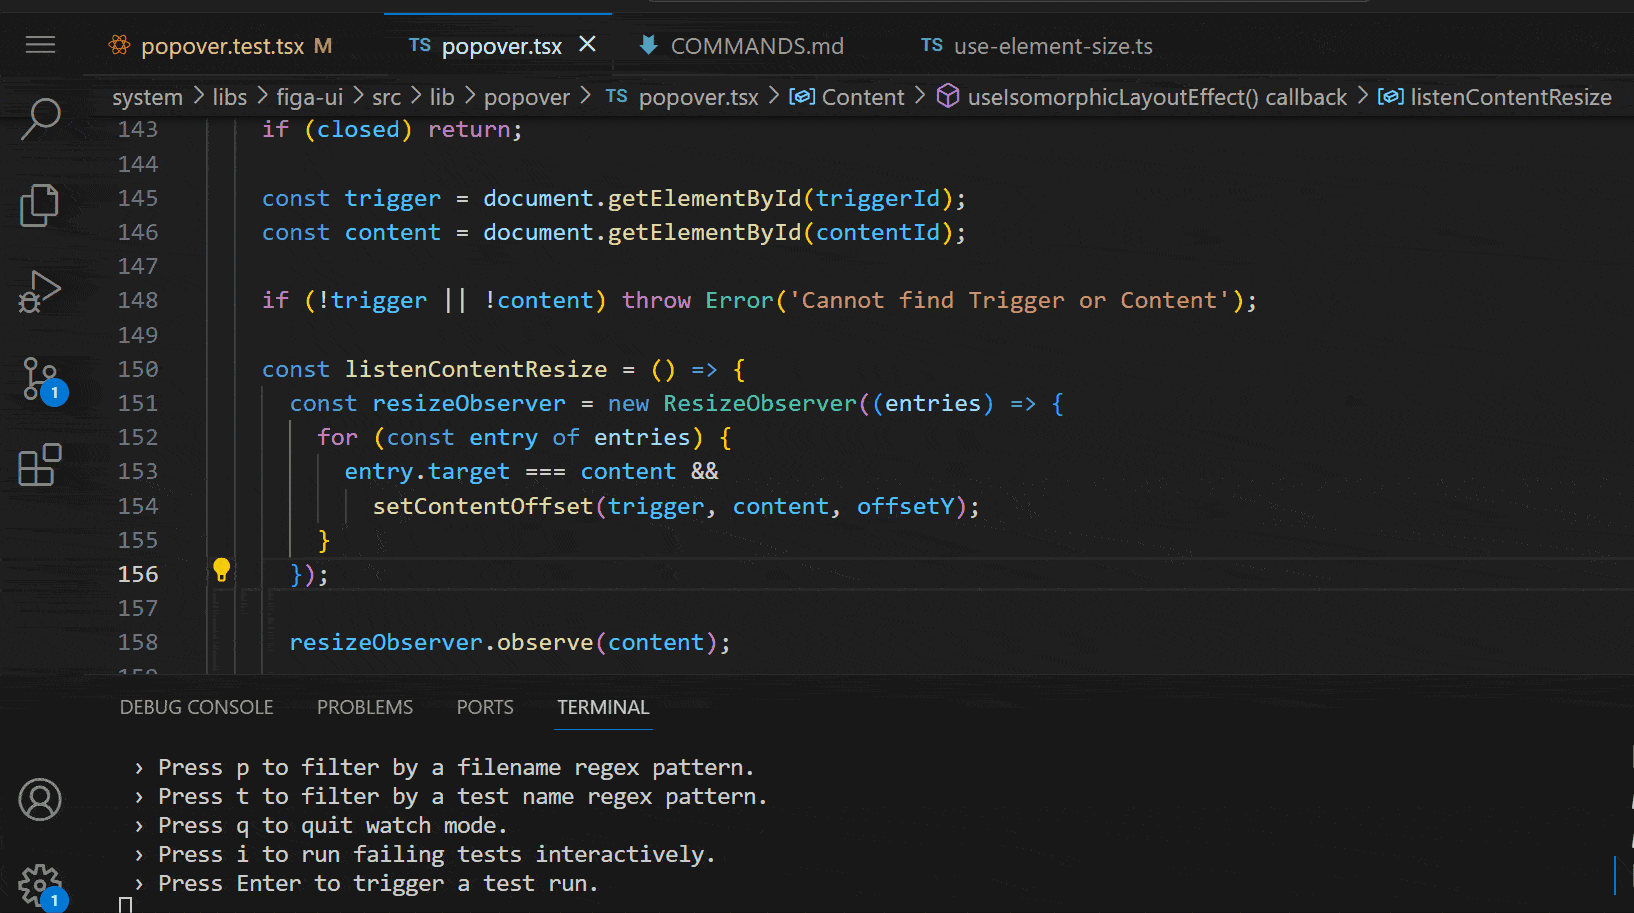 popover.test.tsx M TS popover.tsx COMMANDS.md TS use-element-size.ts
system > libs > figa-ui > src > lib > popover > TS popover.tsx > Content > useIsomorphicLayoutEffect() callback > listenContentResize
143 if (closed) return;
144
145 const trigger = document.getElementById(triggerId);
146 const content = document.getElementById(contentId);
147
148 if (!trigger || !content) throw Error('Cannot find Trigger or Content');
149
150 const listenContentResize = () => {
151 const resizeObserver = new ResizeObserver((entries) => {
152 for (const entry of entries) {
153 entry.target === content &&
154 setContentOffset(trigger, content, offsetY);
155 }
156 });
157
158 resizeObserver.observe(content);
DEBUG CONSOLE PROBLEMS PORTS TERMINAL
› Press p to filter by a filename regex pattern.
› Press t to filter by a test name regex pattern.
› Press q to quit watch mode.
› Press i to run failing tests interactively.
› Press Enter to trigger a test run.
1
1